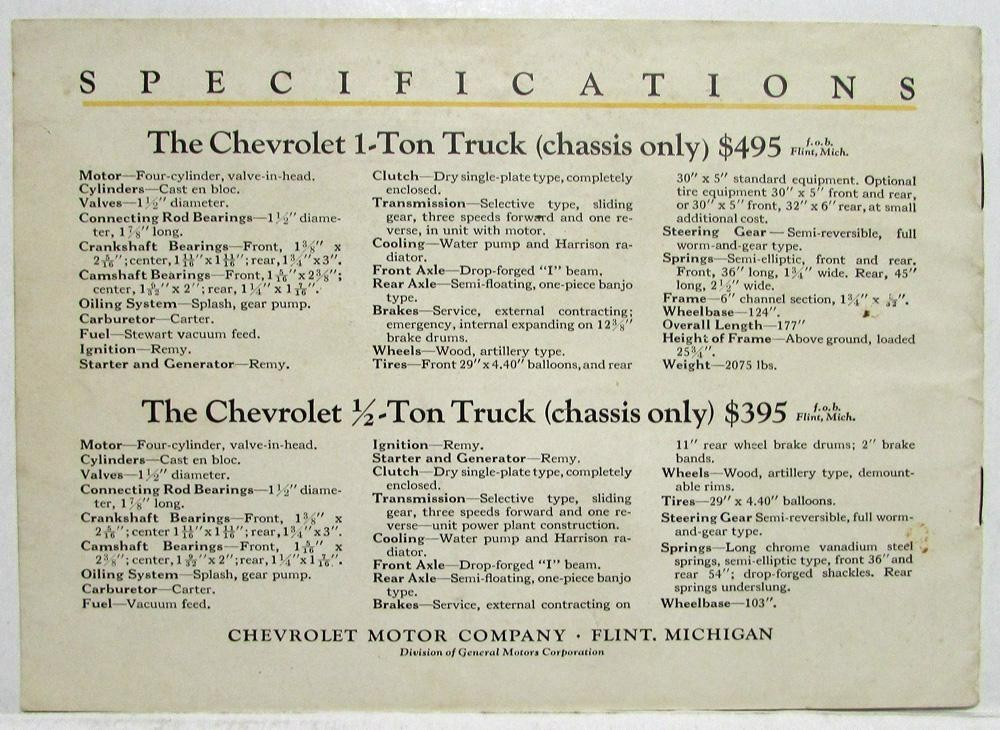 SPECIFICATIONS
The Chevrolet 1-Ton Truck (chassis only) $495 f.o.b. Flint, Mich.
Motor—Four-cylinder, valve-in-head.
Cylinders—Cast en bloc.
Valves—1½″ diameter.
Connecting Rod Bearings—1½″ diame-
ter, 1⅞″ long.
Crankshaft Bearings—Front, 1⅜″ x
2 5/16″; center, 1 11/16″ x 1 11/16″; rear, 1¾″ x 3″.
Camshaft Bearings—Front, 1 5/16″ x 2⅜″;
center, 1 9/32″ x 2″; rear, 1¼″ x 1 7/16″.
Oiling System—Splash, gear pump.
Carburetor—Carter.
Fuel—Stewart vacuum feed.
Ignition—Remy.
Starter and Generator—Remy.
Clutch—Dry single-plate type, completely
enclosed.
Transmission—Selective type, sliding
gear, three speeds forward and one re-
verse, in unit with motor.
Cooling—Water pump and Harrison ra-
diator.
Front Axle—Drop-forged "I" beam.
Rear Axle—Semi-floating, one-piece banjo
type.
Brakes—Service, external contracting;
emergency, internal expanding on 12⅜″
brake drums.
Wheels—Wood, artillery type.
Tires—Front 29″ x 4.40″ balloons, and rear
30″ x 5″ standard equipment. Optional
tire equipment 30″ x 5″ front and rear,
or 30″ x 5″ front, 32″ x 6″ rear, at small
additional cost.
Steering Gear—Semi-reversible, full
worm-and-gear type.
Springs—Semi-elliptic, front and rear.
Front, 36″ long, 1¾″ wide. Rear, 45″
long, 2½″ wide.
Frame—6″ channel section, 1¾″ x
Wheelbase—124″.
Overall Length—177″
Height of Frame—Above ground, loaded
25¾″.
Weight—2075 lbs.
The Chevrolet ½-Ton Truck (chassis only) $395 f.o.b. Flint, Mich.
Motor—Four-cylinder, valve-in-head.
Cylinders—Cast en bloc.
Valves—1½″ diameter.
Connecting Rod Bearings—1½″ diame-
ter, 1⅞″ long.
Crankshaft Bearings—Front, 1⅜″ x
2 5/16″; center 1 11/16″ x 1 11/16″; rear, 1¾″ x 3″.
Camshaft Bearings—Front, 1 5/16″ x
2⅜″; center, 1 9/32″ x 2″; rear, 1¼″ x 1 7/16″.
Oiling System—Splash, gear pump.
Carburetor—Carter.
Fuel—Vacuum feed.
Ignition—Remy.
Starter and Generator—Remy.
Clutch—Dry single-plate type, completely
enclosed.
Transmission—Selective type, sliding
gear, three speeds forward and one re-
verse—unit power plant construction.
Cooling—Water pump and Harrison ra-
diator.
Front Axle—Drop-forged "I" beam.
Rear Axle—Semi-floating, one-piece banjo
type.
Brakes—Service, external contracting on
11″ rear wheel brake drums; 2″ brake
bands.
Wheels—Wood, artillery type, demount-
able rims.
Tires—29″ x 4.40″ balloons.
Steering Gear Semi-reversible, full worm-
and-gear type.
Springs—Long chrome vanadium steel
springs, semi-elliptic type, front 36″ and
rear 54″; drop-forged shackles. Rear
springs underslung.
Wheelbase—103″.
CHEVROLET MOTOR COMPANY · FLINT. MICHIGAN
Division of General Motors Corporation